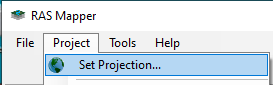 RAS Mapper
File Project Tools Help
Set Projection...